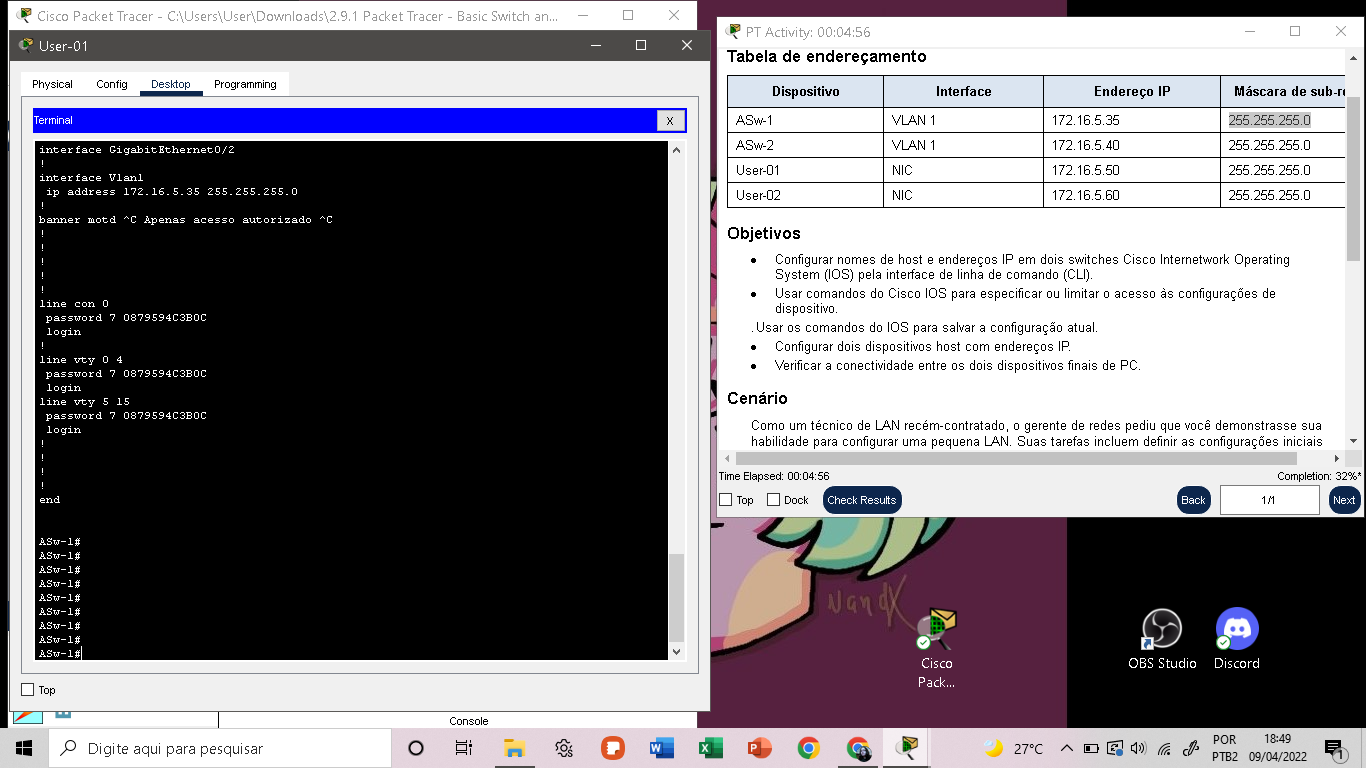 Cisco Packet Tracer - C:\Users\User\Downloads\2.9.1 Packet Tracer - Basic Switch an...
User-01
Physical Config Desktop Programming
Terminal
X
interface GigabitEthernet0/2
!
interface Vlan1
ip address 172.16.5.35 255.255.255.0
!
banner motd ^C Apenas acesso autorizado ^C
!
!
!
!
!
line con 0
password 7 0879594C3B0C
login
!
line vty 0 4
password 7 0879594C3B0C
login
line vty 5 15
password 7 0879594C3B0C
login
!
!
!
!
end
ASw-1#
ASw-1#
ASw-1#
ASw-1#
ASw-1#
ASw-1#
ASw-1#
ASw-1#
ASw-1#
Top
Console
PT Activity: 00:04:56
Tabela de endereçamento
Dispositivo Interface Endereço IP Máscara de sub-r
ASw-1 VLAN 1 172.16.5.35 255.255.255.0
ASw-2 VLAN 1 172.16.5.40 255.255.255.0
User-01 NIC 172.16.5.50 255.255.255.0
User-02 NIC 172.16.5.60 255.255.255.0
Objetivos
• Configurar nomes de host e endereços IP em dois switches Cisco Internetwork Operating
System (IOS) pela interface de linha de comando (CLI).
• Usar comandos do Cisco IOS para especificar ou limitar o acesso às configurações de
dispositivo.
.Usar os comandos do IOS para salvar a configuração atual.
• Configurar dois dispositivos host com endereços IP.
• Verificar a conectividade entre os dois dispositivos finais de PC.
Cenário
Como um técnico de LAN recém-contratado, o gerente de redes pediu que você demonstrasse sua
habilidade para configurar uma pequena LAN. Suas tarefas incluem definir as configurações iniciais
Time Elapsed: 00:04:56 Completion: 32%*
Top Dock Check Results Back 1/1 Next
NandK
Cisco
Pack...
OBS Studio
Discord
Digite aqui para pesquisar
27°C
POR
PTB2
18:49
09/04/2022
1